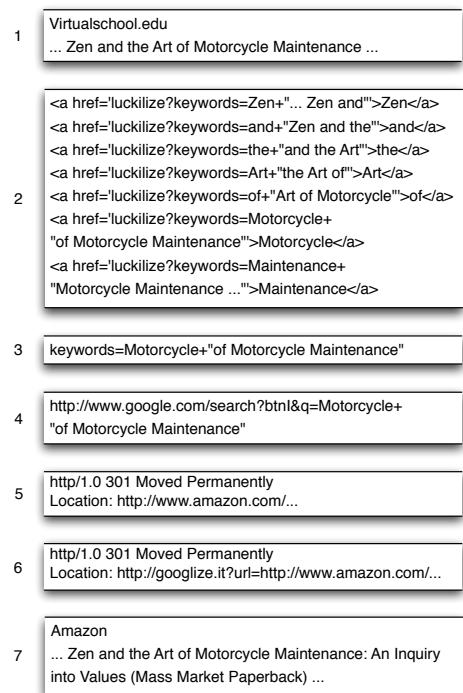 1
Virtualschool.edu
... Zen and the Art of Motorcycle Maintenance ...
2
<a href='luckilize?keywords=Zen+"... Zen and"'>Zen</a>
<a href='luckilize?keywords=and+"Zen and the"'>and</a>
<a href='luckilize?keywords=the+"and the Art"'>the</a>
<a href='luckilize?keywords=Art+"the Art of"'>Art</a>
<a href='luckilize?keywords=of+"Art of Motorcycle"'>of</a>
<a href='luckilize?keywords=Motorcycle+
"of Motorcycle Maintenance"'>Motorcycle</a>
<a href='luckilize?keywords=Maintenance+
"Motorcycle Maintenance ..."'>Maintenance</a>
3
keywords=Motorcycle+"of Motorcycle Maintenance"
4
http://www.google.com/search?btnI&q=Motorcycle+
"of Motorcycle Maintenance"
5
http/1.0 301 Moved Permanently
Location: http://www.amazon.com/...
6
http/1.0 301 Moved Permanently
Location: http://googlize.it?url=http://www.amazon.com/...
7
Amazon
... Zen and the Art of Motorcycle Maintenance: An Inquiry
into Values (Mass Market Paperback) ...